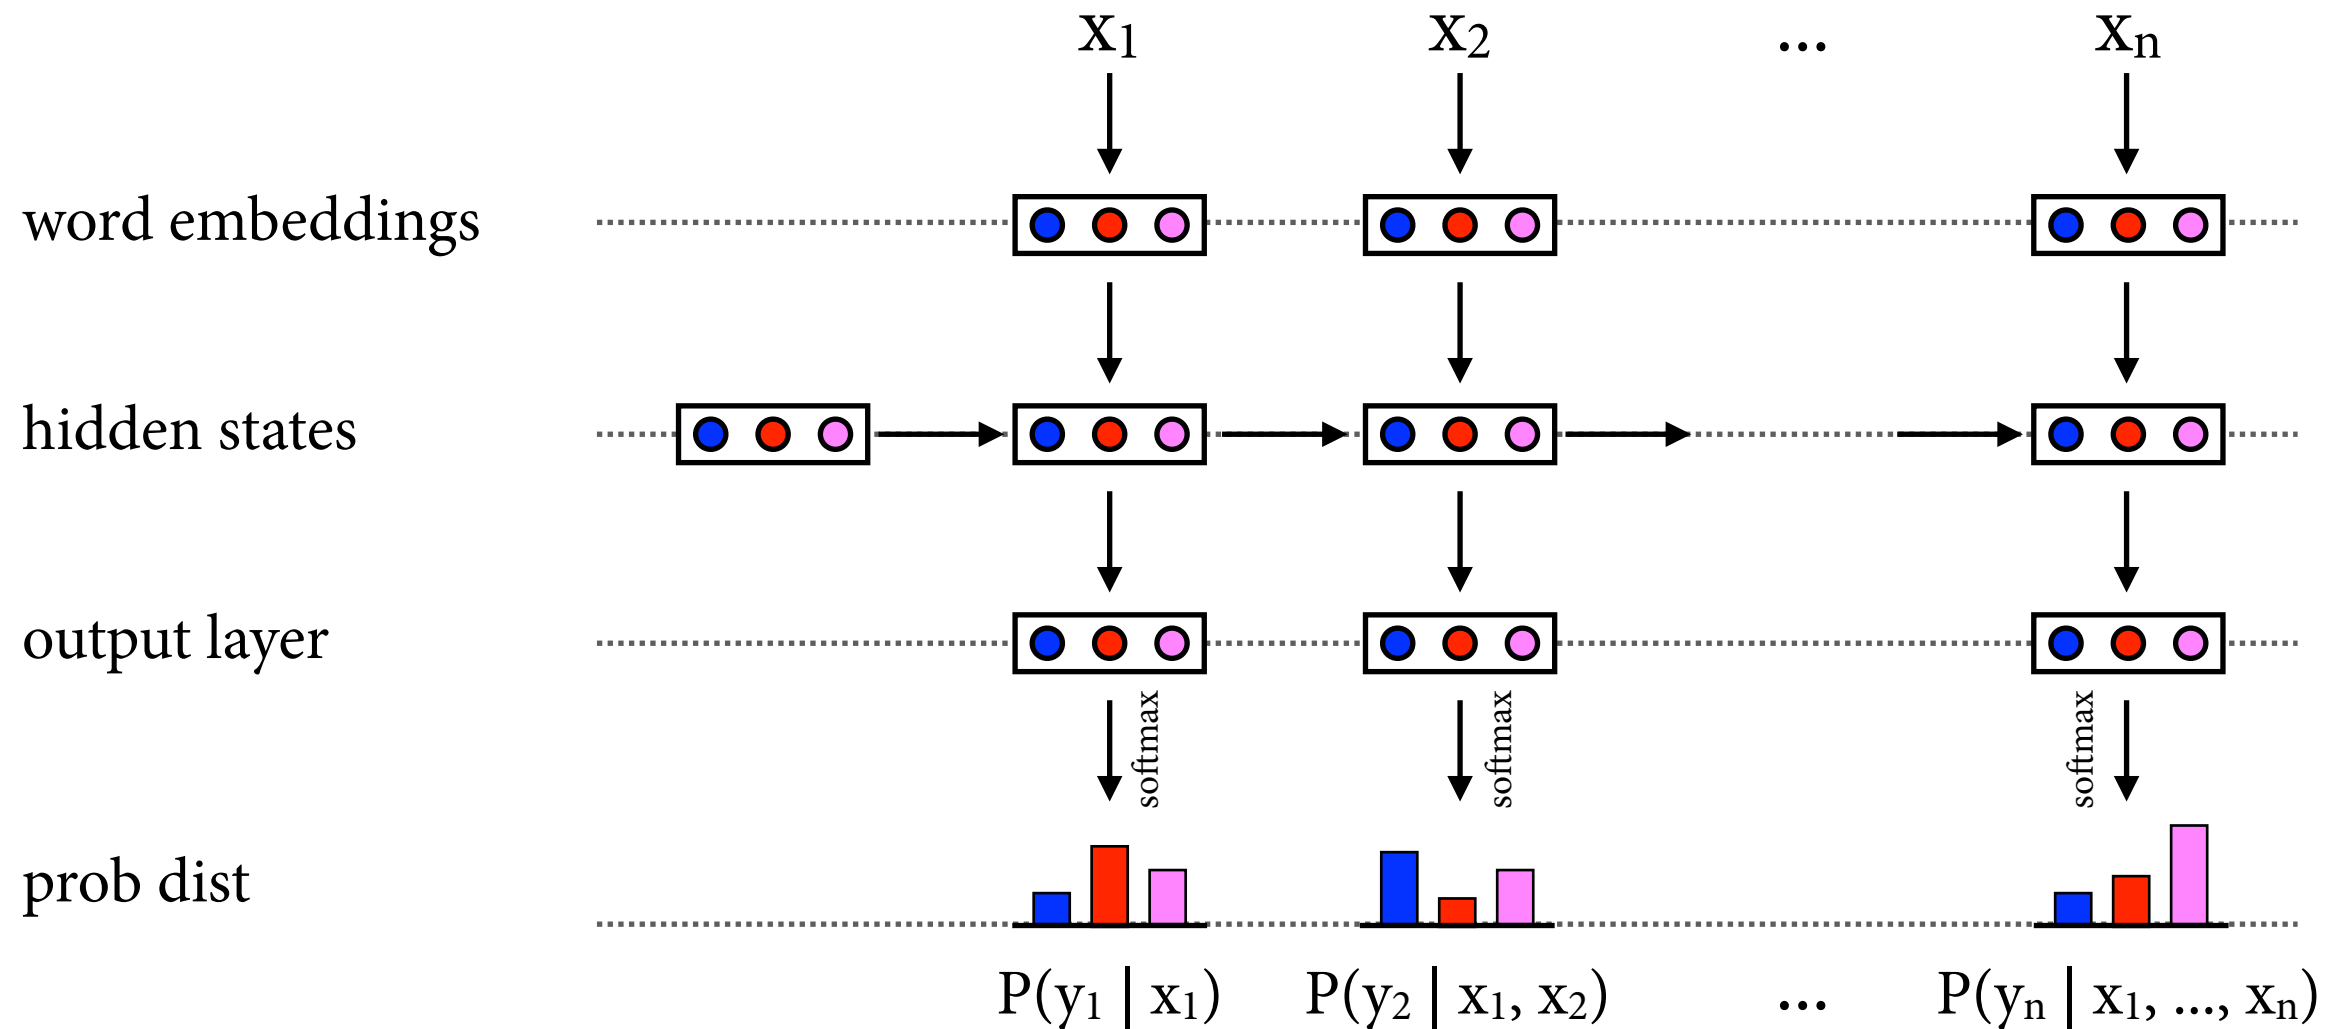 x1 x2 ... xn
word embeddings
hidden states
output layer
softmax softmax softmax
prob dist
P(y1 | x1) P(y2 | x1, x2) ... P(yn | x1, ..., xn)